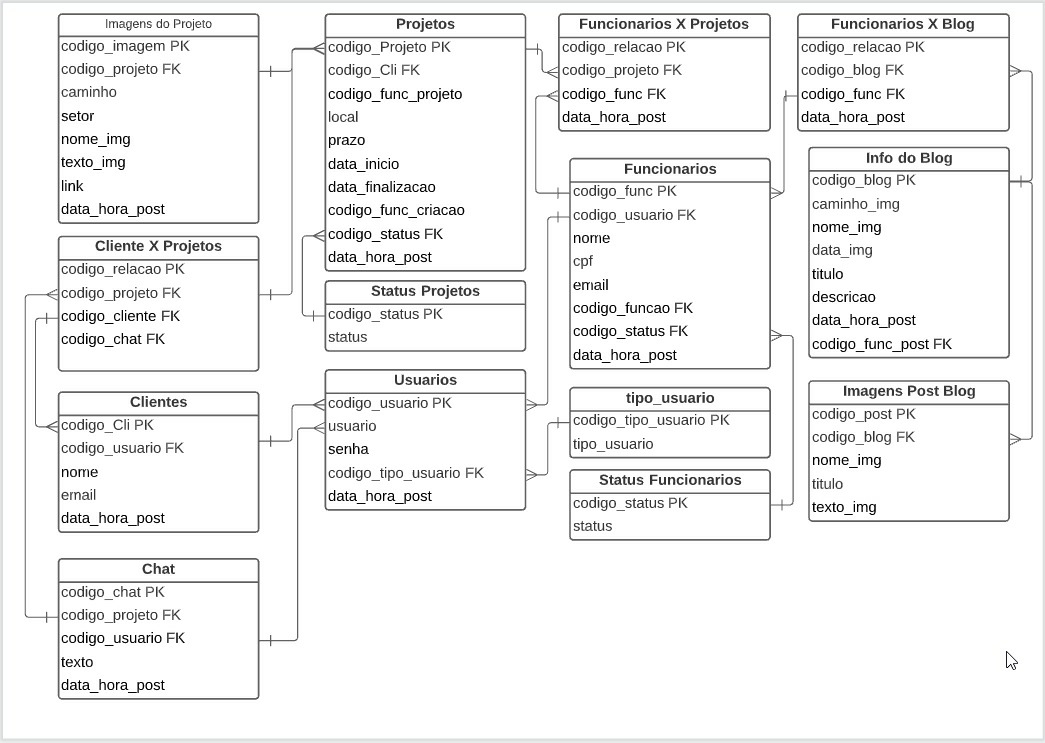 Imagens do Projeto
codigo_imagem PK
codigo_projeto FK
caminho
setor
nome_img
texto_img
link
data_hora_post
Cliente X Projetos
codigo_relacao PK
codigo_projeto FK
codigo_cliente FK
codigo_chat FK
Clientes
codigo_Cli PK
codigo_usuario FK
nome
email
data_hora_post
Chat
codigo_chat PK
codigo_projeto FK
codigo_usuario FK
texto
data_hora_post
Projetos
codigo_Projeto PK
codigo_Cli FK
codigo_func_projeto
local
prazo
data_inicio
data_finalizacao
codigo_func_criacao
codigo_status FK
data_hora_post
Status Projetos
codigo_status PK
status
Usuarios
codigo_usuario PK
usuario
senha
codigo_tipo_usuario FK
data_hora_post
Funcionarios X Projetos
codigo_relacao PK
codigo_projeto FK
codigo_func FK
data_hora_post
Funcionarios
codigo_func PK
codigo_usuario FK
nome
cpf
email
codigo_funcao FK
codigo_status FK
data_hora_post
tipo_usuario
codigo_tipo_usuario PK
tipo_usuario
Status Funcionarios
codigo_status PK
status
Funcionarios X Blog
codigo_relacao PK
codigo_blog FK
codigo_func FK
data_hora_post
Info do Blog
codigo_blog PK
caminho_img
nome_img
data_img
titulo
descricao
data_hora_post
codigo_func_post FK
Imagens Post Blog
codigo_post PK
codigo_blog FK
nome_img
titulo
texto_img